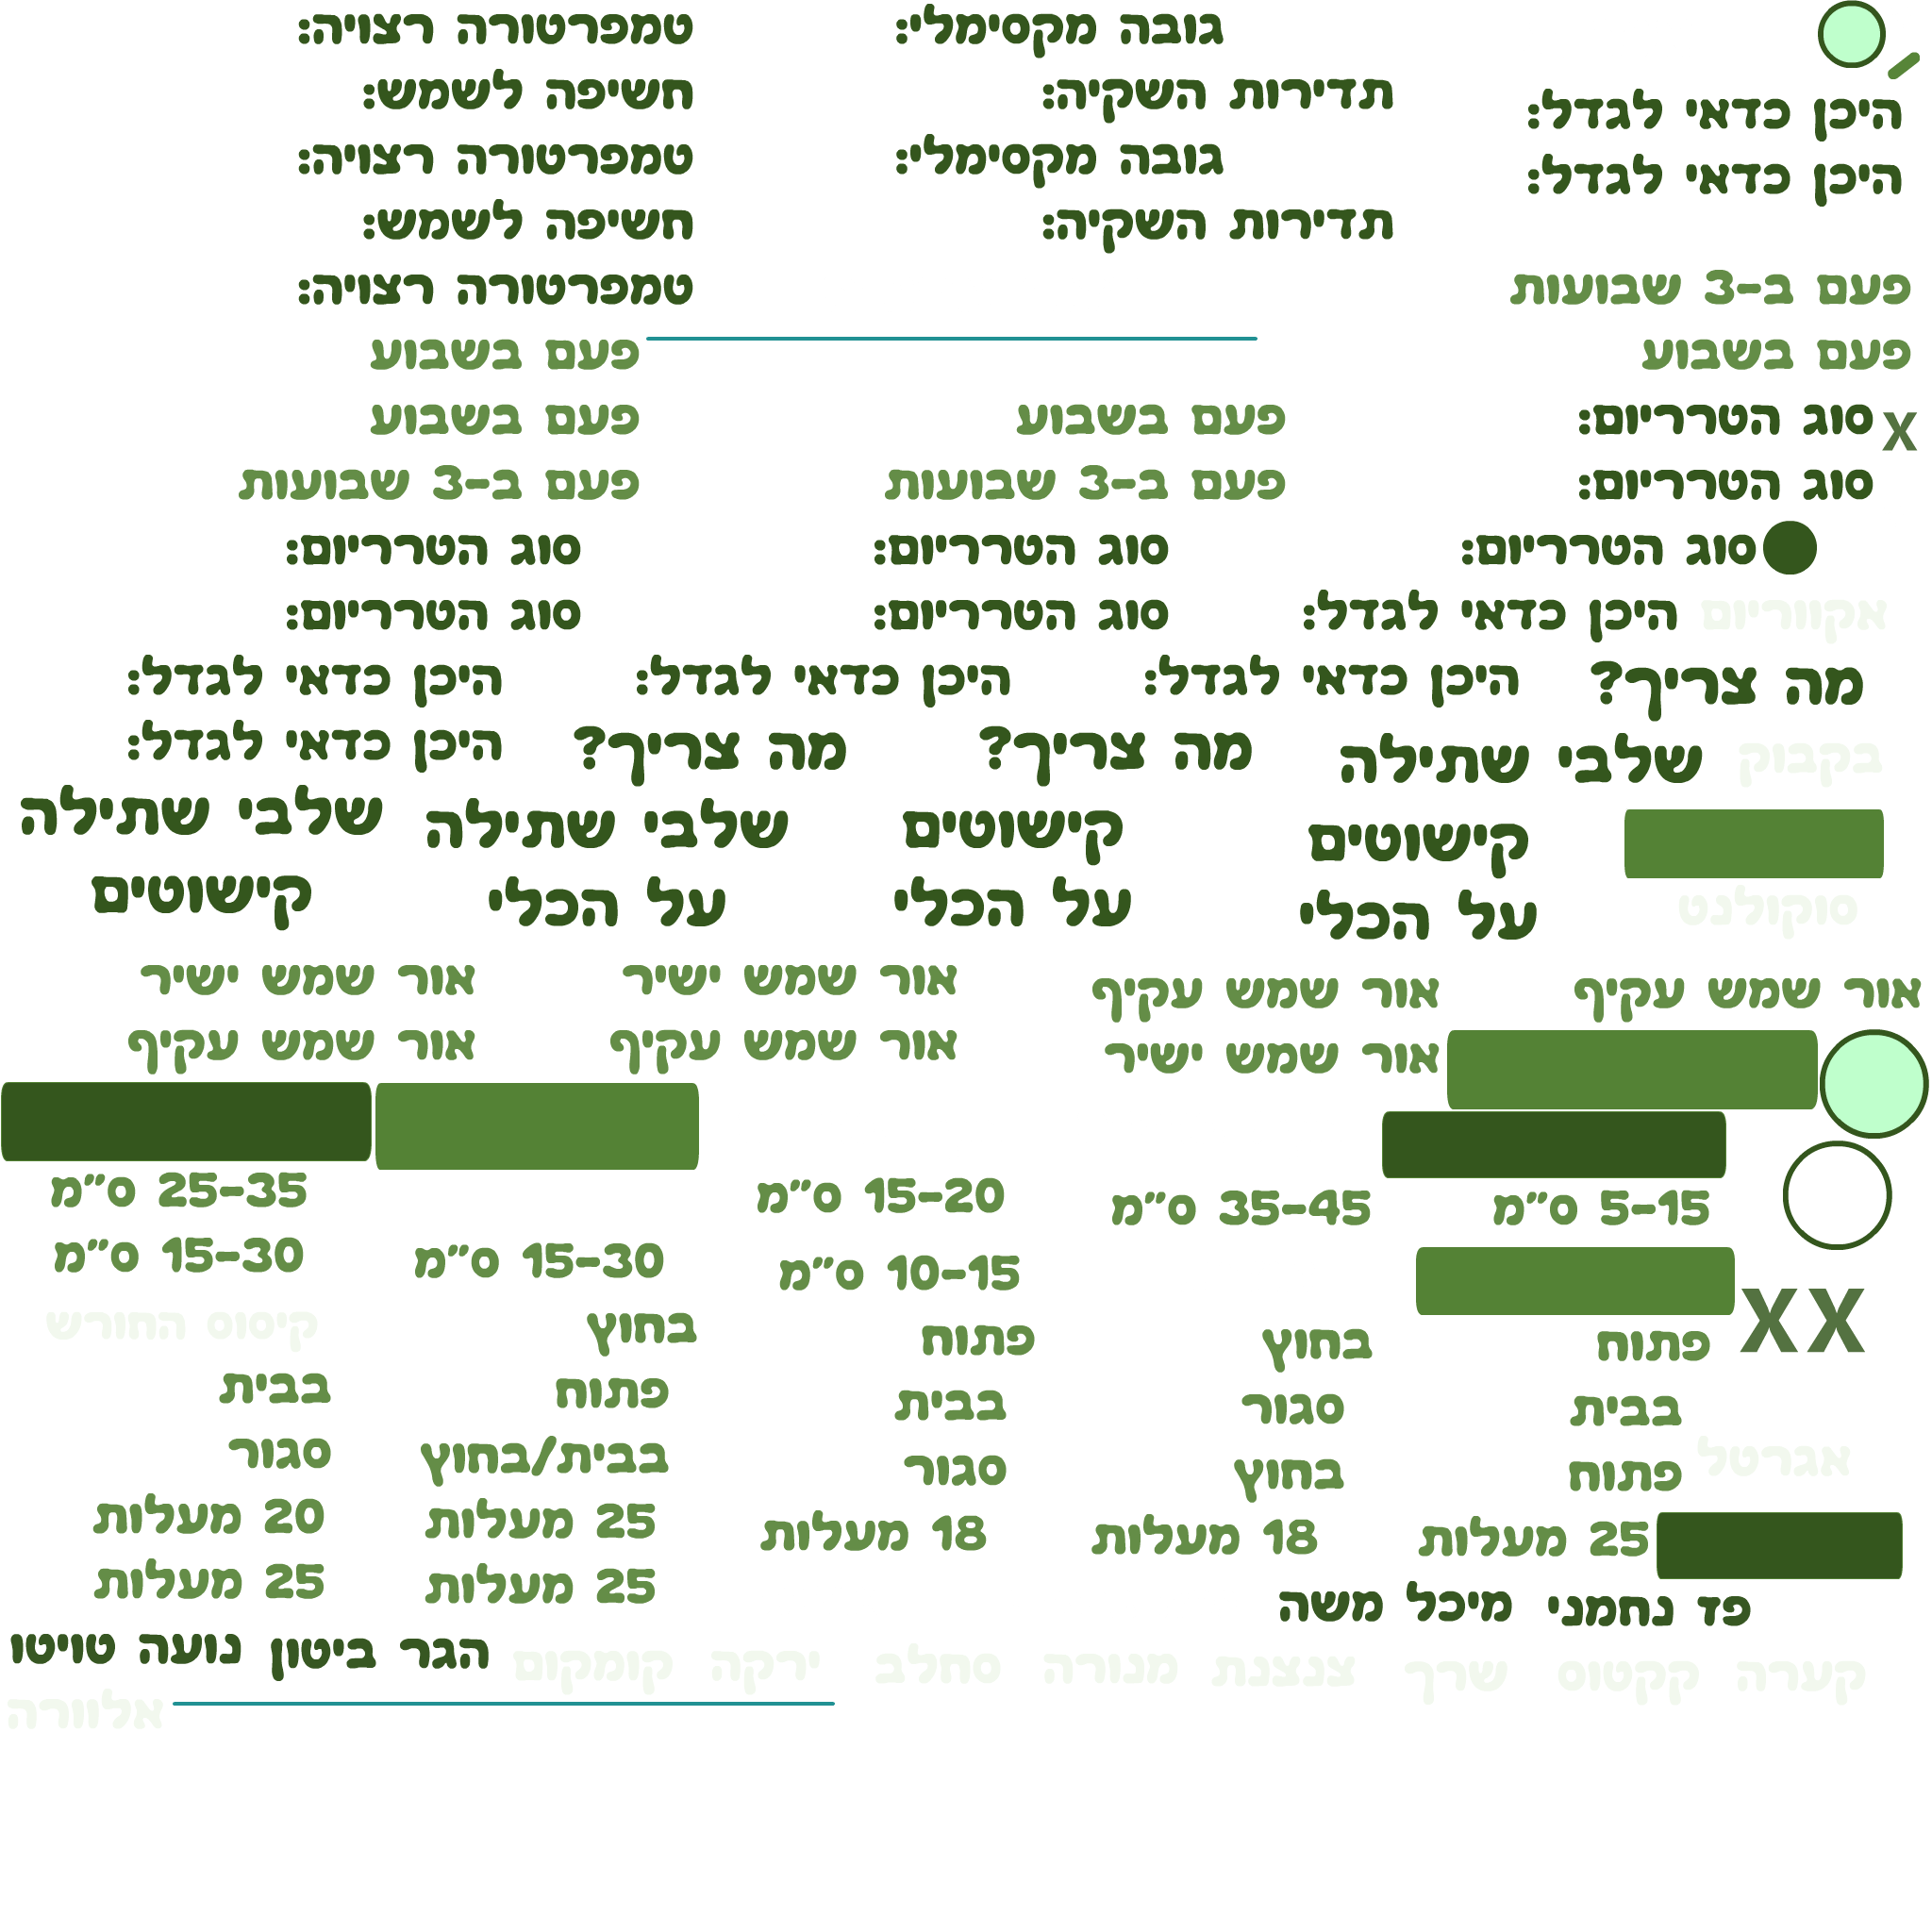 גובה מקסימלי: טמפרטורה רצויה:
תדירות השקיה: חשיפה לשמש:
היכן כדאי לגדל:
גובה מקסימלי: טמפרטורה רצויה:
היכן כדאי לגדל:
תדירות השקיה: חשיפה לשמש:
פעם ב-3 שבועות טמפרטורה רצויה:
פעם בשבוע פעם בשבוע
X סוג הטרריום: פעם בשבוע פעם בשבוע
סוג הטרריום: פעם ב-3 שבועות פעם ב-3 שבועות
סוג הטרריום: סוג הטרריום: סוג הטרריום:
אקווריום היכן כדאי לגדל: סוג הטרריום: סוג הטרריום:
מה צריך? היכן כדאי לגדל: היכן כדאי לגדל: היכן כדאי לגדל:
בקבוק שלבי שתילה מה צריך? מה צריך? היכן כדאי לגדל:
קישוטים קישוטים שלבי שתילה שלבי שתילה
סוקולנט על הכלי על הכלי על הכלי קישוטים
אור שמש עקיף אור שמש עקיף אור שמש ישיר אור שמש ישיר
אור שמש ישיר אור שמש עקיף אור שמש עקיף
5-15 ס"מ 35-45 ס"מ 15-20 ס"מ 25-35 ס"מ
10-15 ס"מ 15-30 ס"מ 15-30 ס"מ
XX פתוח בחוץ פתוח בחוץ קיסוס החורש
בבית סגור בבית פתוח בבית
אגרטל פתוח בחוץ סגור בבית/בחוץ סגור
25 מעלות 18 מעלות 18 מעלות 25 מעלות 20 מעלות
25 מעלות 25 מעלות
פד נחמני מיכל משה
הגר ביטון נועה טויטו
קערה קקטוס שרך צנצנת מנורה סחלב ירקה קומקום
אלוורה